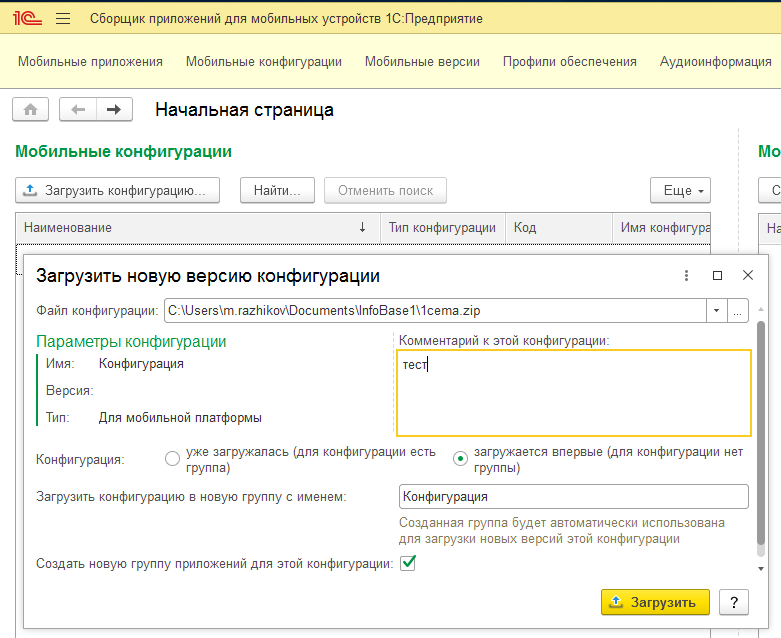 1С Сборщик приложений для мобильных устройств 1С:Предприятие
Мобильные приложения Мобильные конфигурации Мобильные версии Профили обеспечения Аудиоинформация
Начальная страница
Мобильные конфигурации Мо
Загрузить конфигурацию... Найти... Отменить поиск Еще С
Наименование ↓ Тип конфигурации Код Имя конфигура На
Загрузить новую версию конфигурации
Файл конфигурации: C:\Users\m.razhikov\Documents\InfoBase1\1cema.zip ...
Параметры конфигурации Комментарий к этой конфигурации:
Имя: Конфигурация тест
Версия:
Тип: Для мобильной платформы
Конфигурация: уже загружалась (для конфигурации есть группа) загружается впервые (для конфигурации нет группы)
Загрузить конфигурацию в новую группу с именем: Конфигурация
Созданная группа будет автоматически использована
для загрузки новых версий этой конфигурации
Создать новую группу приложений для этой конфигурации:
Загрузить ?